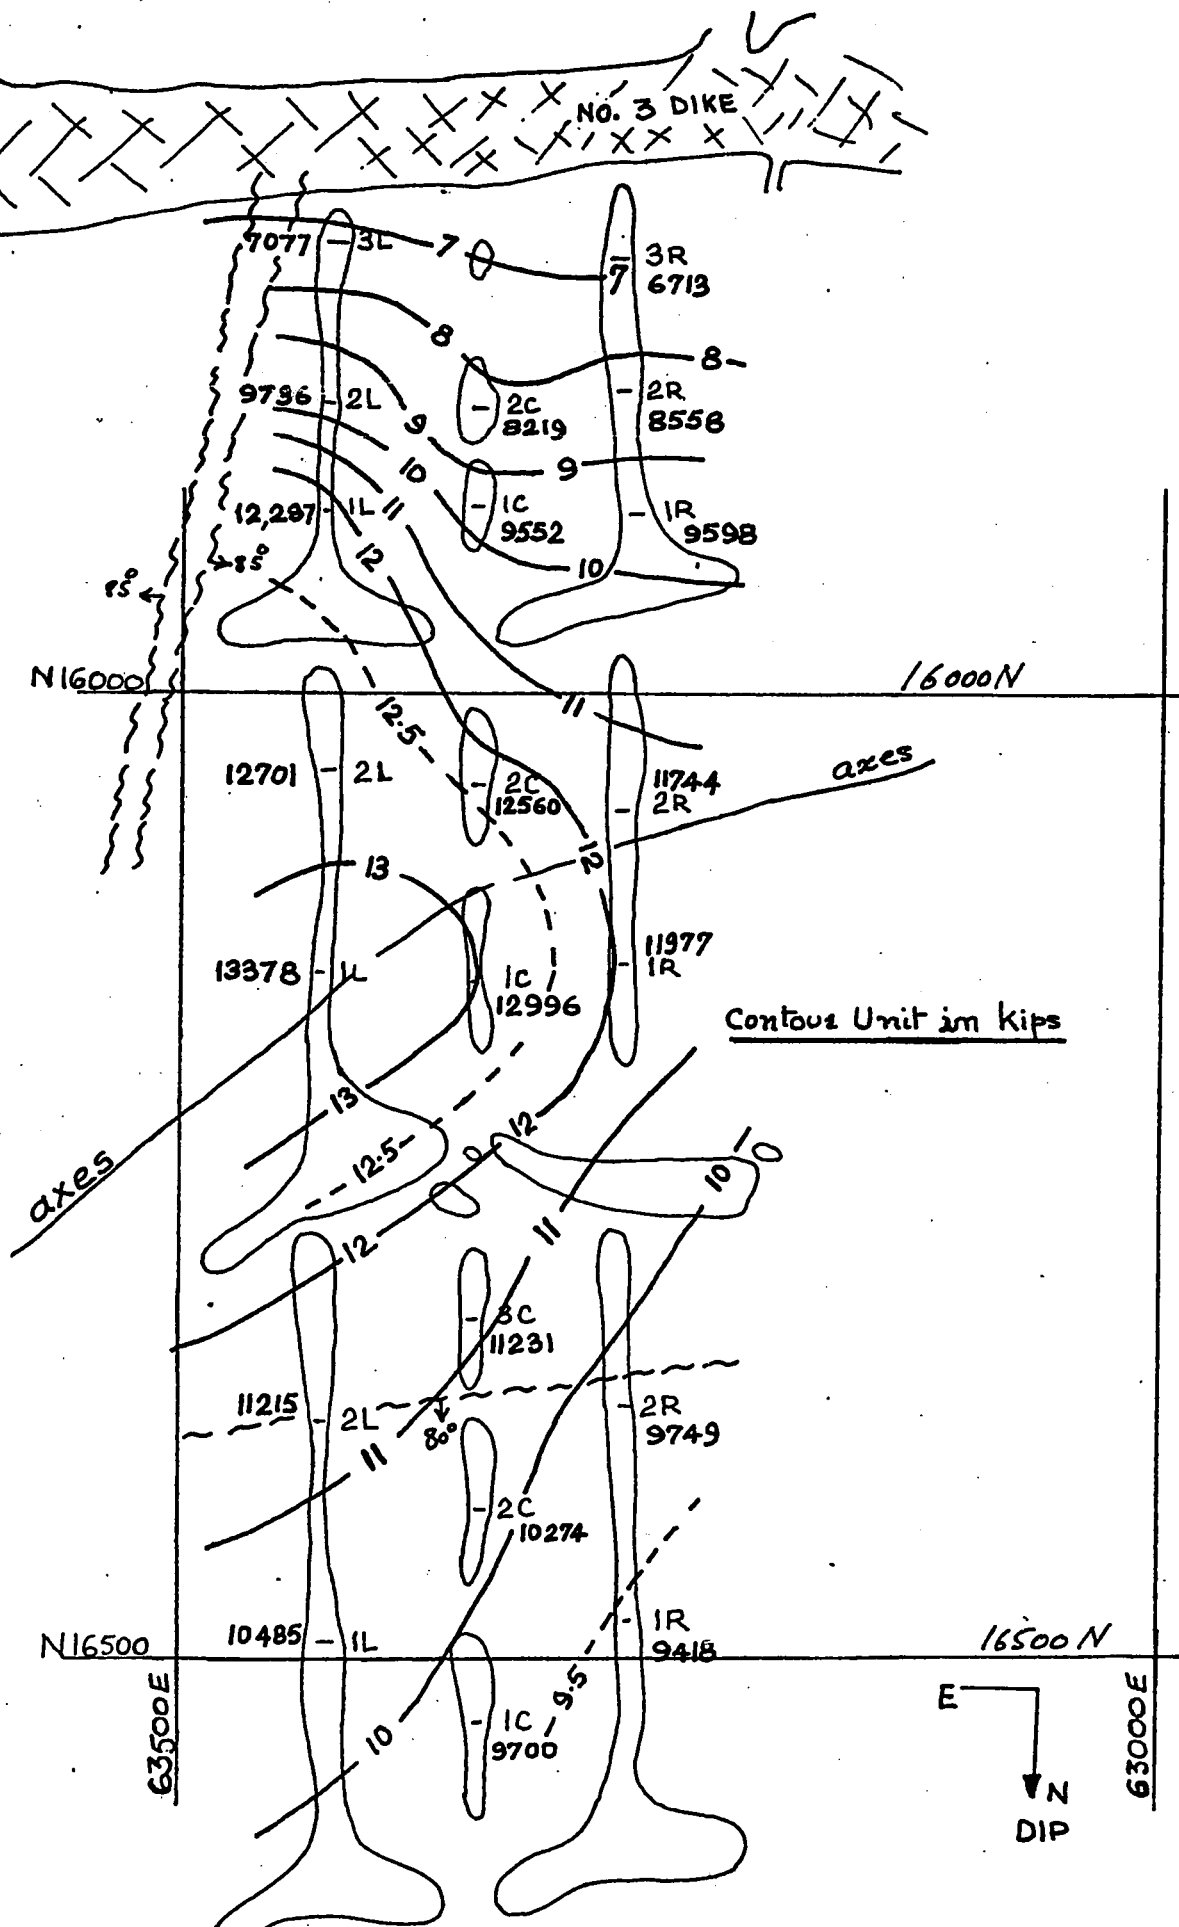 NO. 3 DIKE
7077 3L 7
7 3R
6713
8 8
9796 2L 2C 2R
8219 8558
9 9
10
12,287 1L 11 1C 1R
9552 9598
12 10
85° 85°
N16000 16000N
12.5 11
axes
12701 2L 2C 11744
12560 2R
12
13
13378 1L 1C 11977
12996 1R
Contour Unit in kips
13
12
12.5
axes
10 10
12 11
3C
11231
11215 2L 2R
9749
80°
11
2C
10274
10485 1L 1R
9418
N16500 16500N
9.5
1C
9700
10
63500E
63000E
E
N
DIP